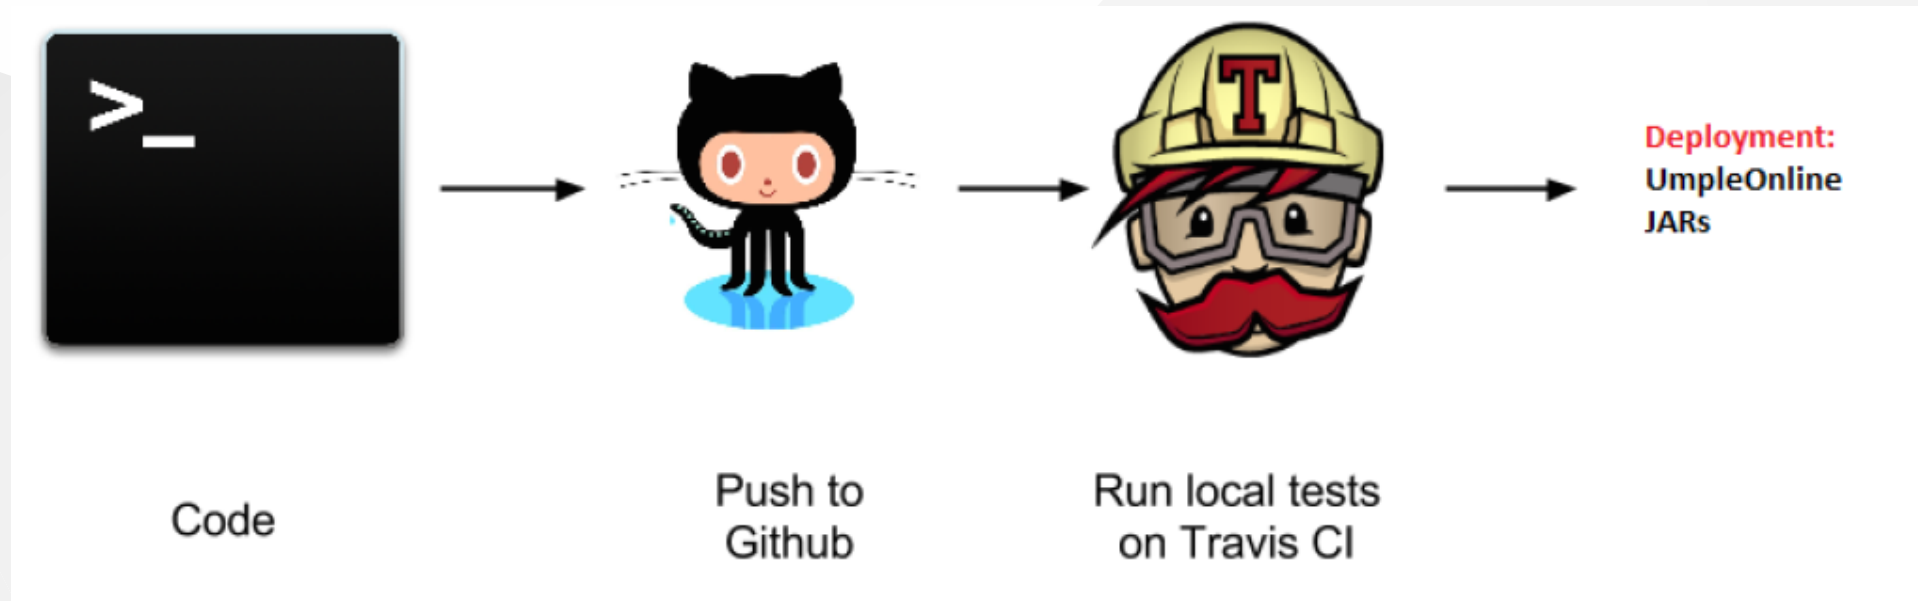 >_
T
Deployment:
UmpleOnline
JARs
Code
Push to
Github
Run local tests
on Travis CI